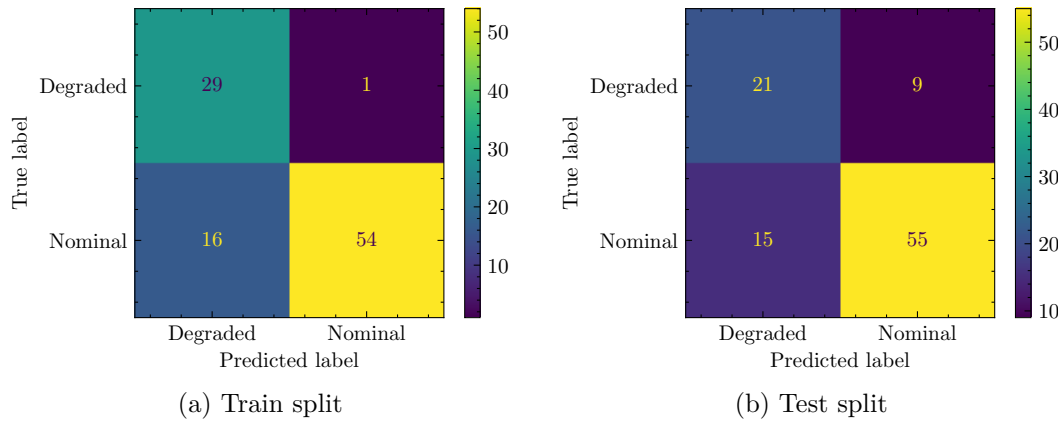 Degraded
29
1
50
40
30
20
10
True label
Nominal
16
54
Degraded
Nominal
Predicted label
(a) Train split
Degraded
21
9
50
40
30
20
10
True label
Nominal
15
55
Degraded
Nominal
Predicted label
(b) Test split